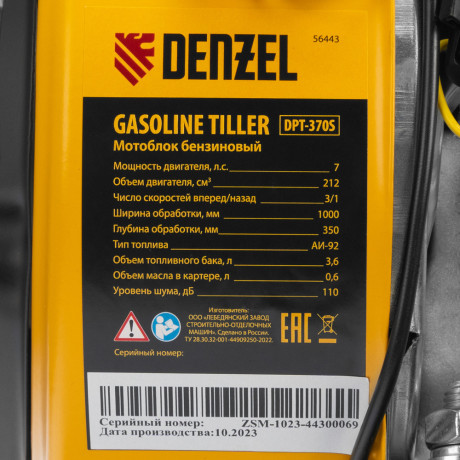 56443
DENZEL
GASOLINE TILLER DPT-370S
Мотоблок бензиновый
Мощность двигателя, л.с. 7
Объем двигателя, см³ 212
Число скоростей вперед/назад 3/1
Ширина обработки, мм 1000
Глубина обработки, мм 350
Тип топлива АИ-92
Объем топливного бака, л 3,6
Объем масла в картере, л 0,6
Уровень шума, дБ 110
Изготовитель:
ООО «ЛЕБЕДЯНСКИЙ ЗАВОД
СТРОИТЕЛЬНО-ОТДЕЛОЧНЫХ
МАШИН». Сделано в России.
ТУ 28.30.32-001-44909250-2022.
EAC
Серийный номер:
Серийный номер: ZSM-1023-44300069
Дата производства:10.2023